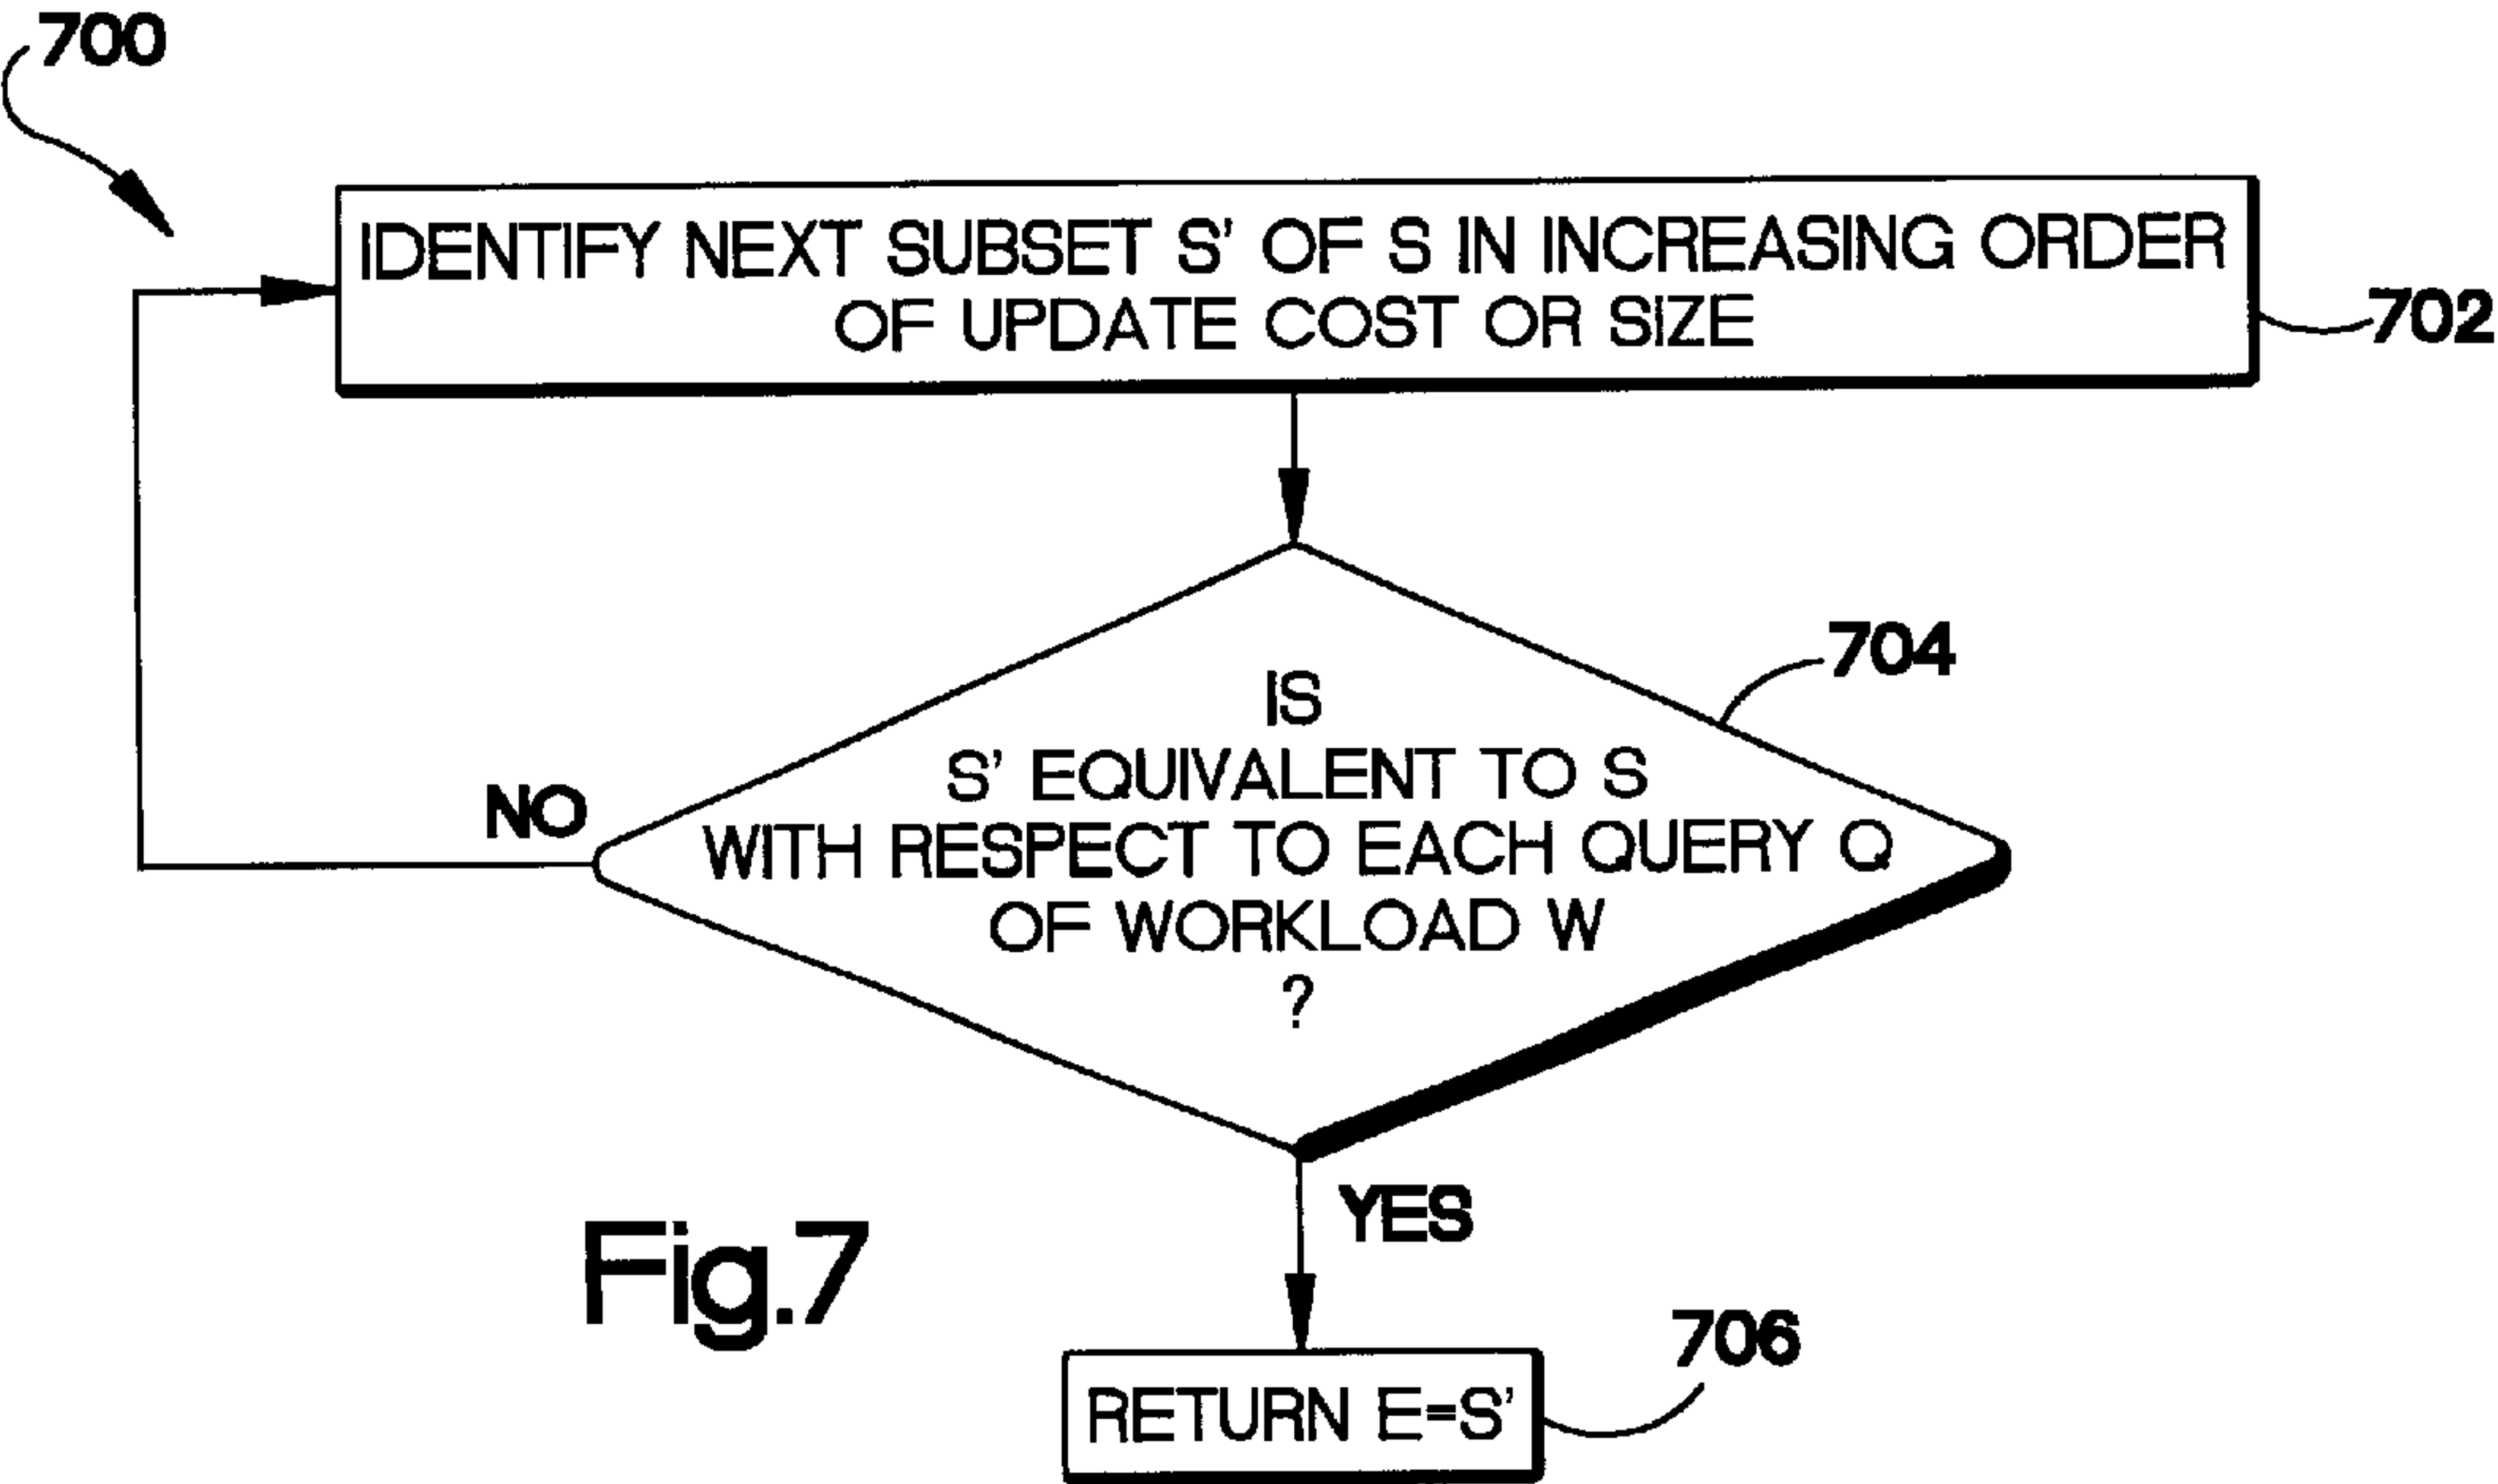 700
IDENTIFY NEXT SUBSET S' OF S IN INCREASING ORDER
OF UPDATE COST OR SIZE
702
704
IS
S' EQUIVALENT TO S
WITH RESPECT TO EACH QUERY Q
OF WORKLOAD W
?
NO
YES
Fig.7
706
RETURN E=S'